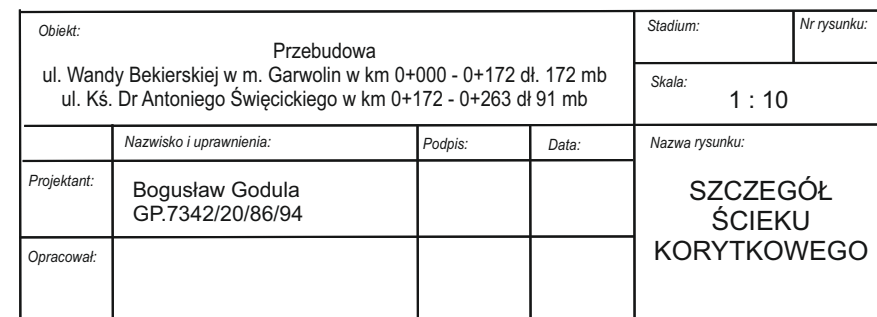 Obiekt:
Przebudowa
ul. Wandy Bekierskiej w m. Garwolin w km 0+000 - 0+172 dł. 172 mb
ul. Kś. Dr Antoniego Święcickiego w km 0+172 - 0+263 dł 91 mb
Stadium:
Nr rysunku:
Skala:
1 : 10
Nazwisko i uprawnienia:
Podpis:
Data:
Nazwa rysunku:
Projektant:
Bogusław Godula
GP.7342/20/86/94
SZCZEGÓŁ
ŚCIEKU
KORYTKOWEGO
Opracował: